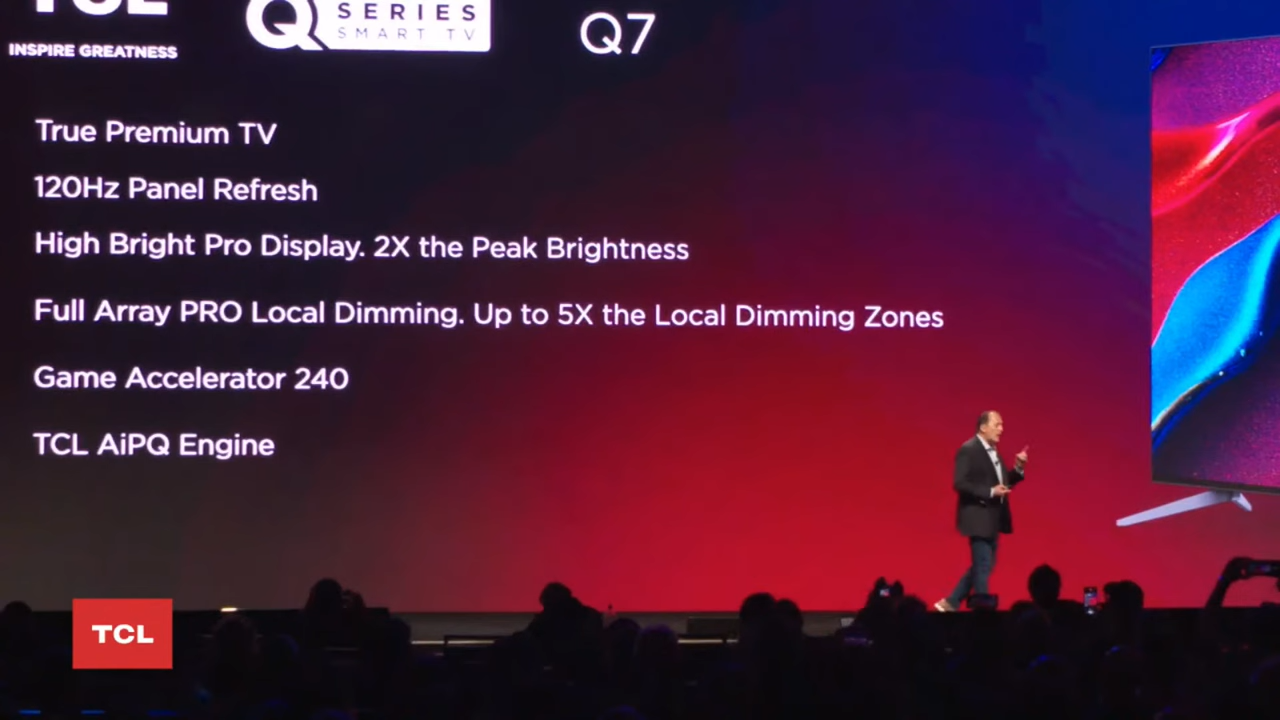 TCL
INSPIRE GREATNESS
Q SERIES
SMART TV
Q7
True Premium TV
120Hz Panel Refresh
High Bright Pro Display. 2X the Peak Brightness
Full Array PRO Local Dimming. Up to 5X the Local Dimming Zones
Game Accelerator 240
TCL AiPQ Engine
TCL